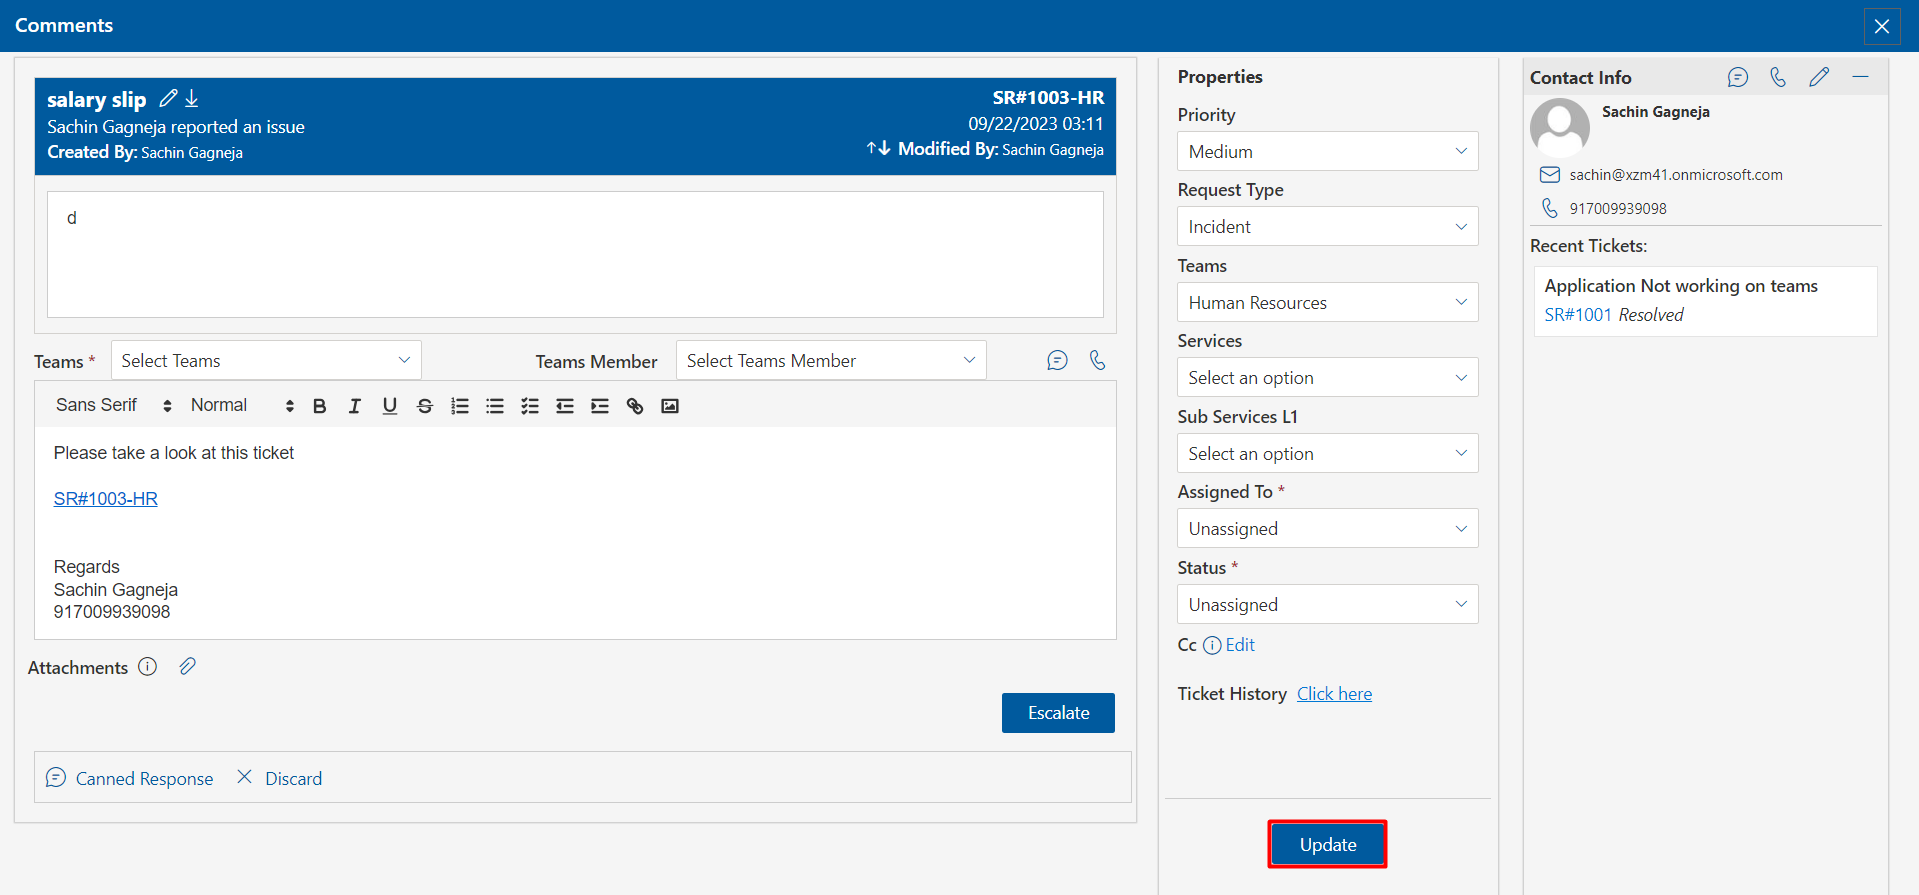 Comments
salary slip
SR#1003-HR
Sachin Gagneja reported an issue
09/22/2023 03:11
Created By: Sachin Gagneja
Modified By: Sachin Gagneja
d
Teams *
Select Teams
Teams Member
Select Teams Member
Sans Serif
Normal
Please take a look at this ticket
SR#1003-HR
Regards
Sachin Gagneja
917009939098
Attachments
Escalate
Canned Response
Discard
Properties
Priority
Medium
Request Type
Incident
Teams
Human Resources
Services
Select an option
Sub Services L1
Select an option
Assigned To *
Unassigned
Status *
Unassigned
Cc Edit
Ticket History Click here
Update
Contact Info
Sachin Gagneja
sachin@xzm41.onmicrosoft.com
917009939098
Recent Tickets:
Application Not working on teams
SR#1001 Resolved